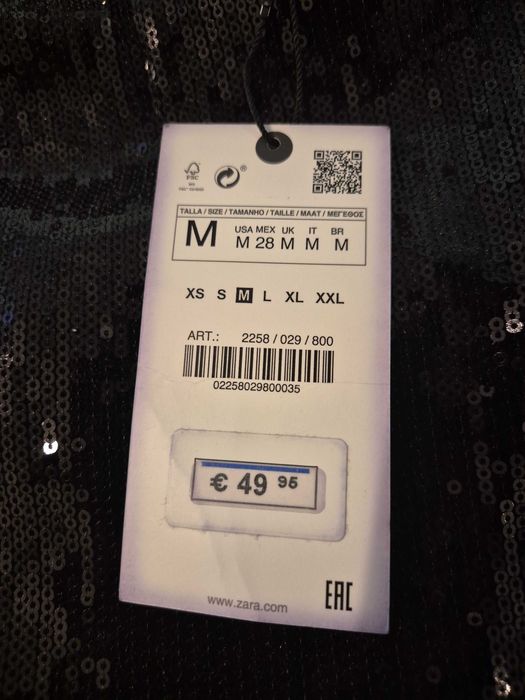 FSC
®
TALLA / SIZE / TAMANHO / TAILLE / MAAT / ΜΕΓΕΘΟΣ
M
USA MEX UK IT BR
M 28 M M M
XS S M L XL XXL
ART.: 2258 / 029 / 800
02258029800035
€ 49 95
www.zara.com
EAC